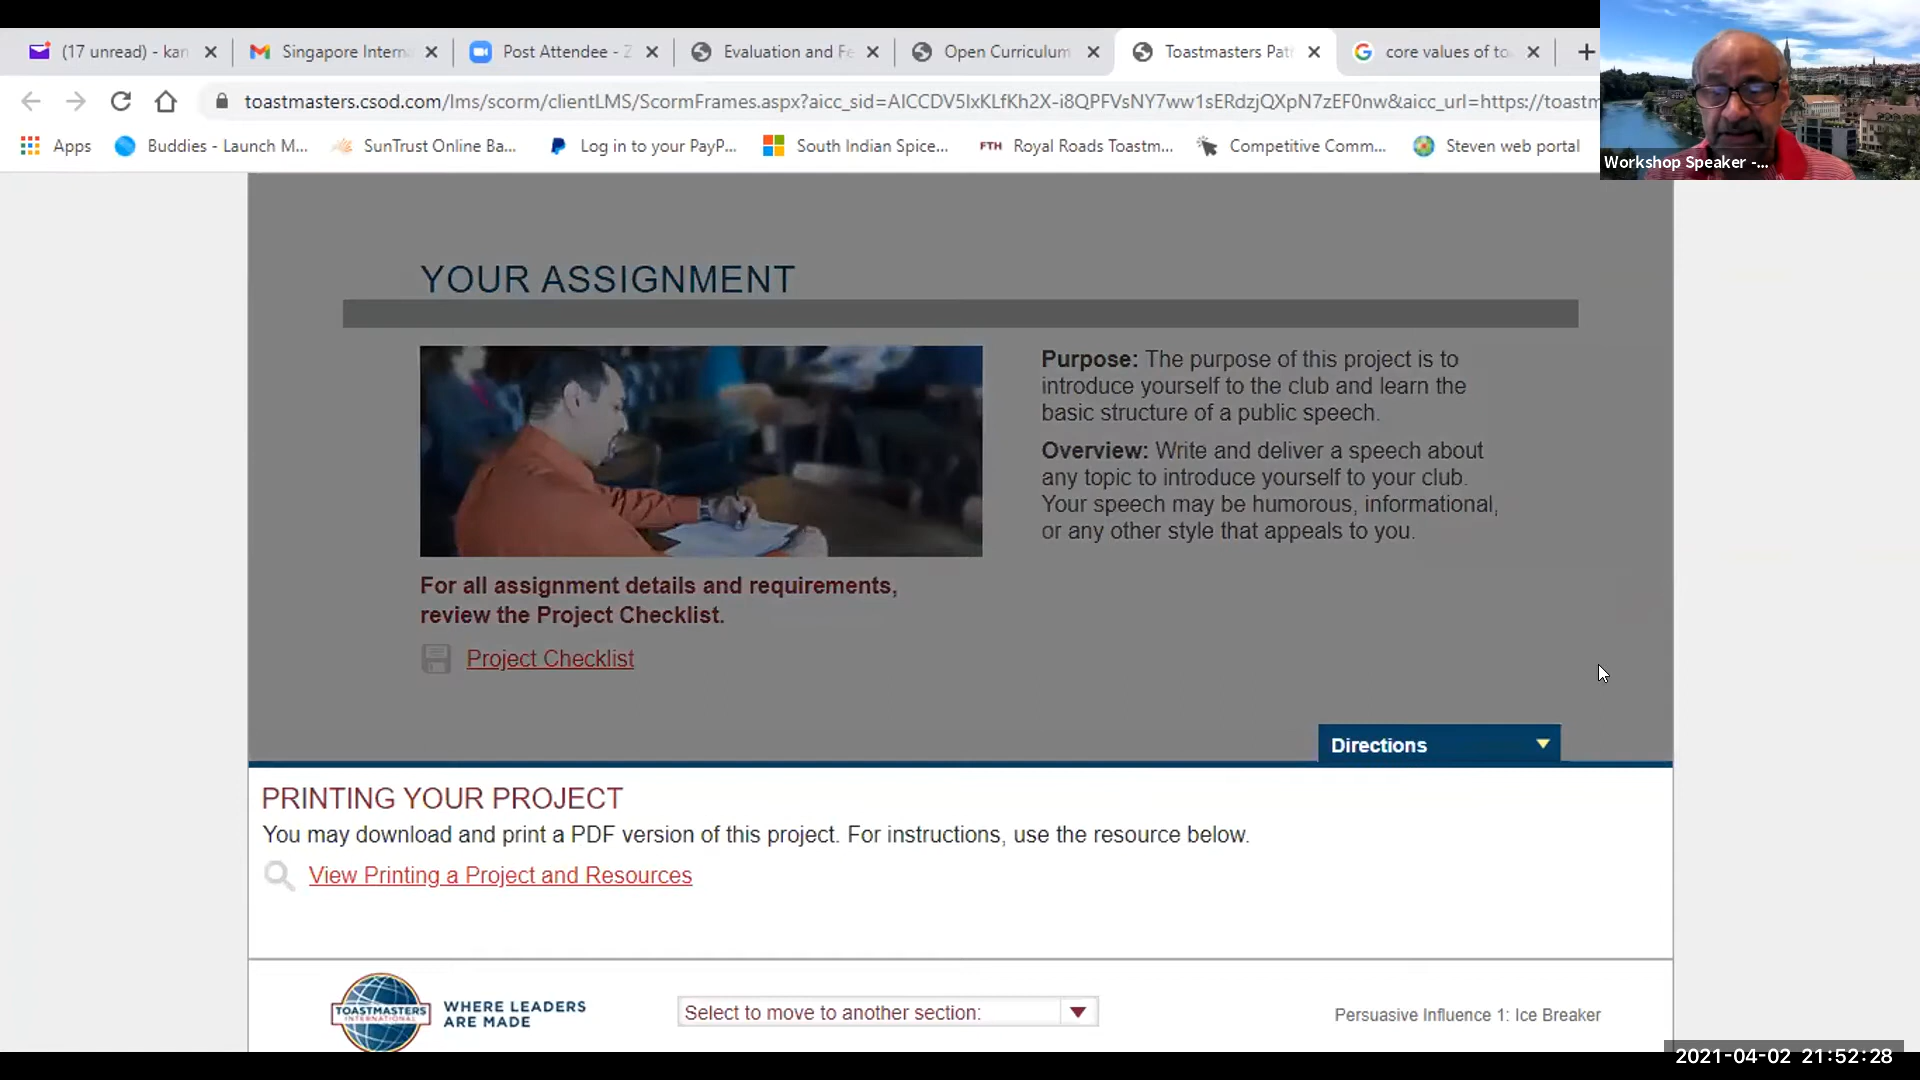 (17 unread) - kan
Singapore Interna
Post Attendee - Z
Evaluation and Fe
Open Curriculum
Toastmasters Pat
core values of to
toastmasters.csod.com/lms/scorm/clientLMS/ScormFrames.aspx?aicc_sid=AICCDV5IxKLfKh2X-i8QPFVsNY7ww1sERdzjQXpN7zEF0nw&aicc_url=https://toastm
Apps
Buddies - Launch M...
SunTrust Online Ba...
Log in to your PayP...
South Indian Spice...
FTH
Royal Roads Toastm...
Competitive Comm...
Steven web portal
Workshop Speaker -...
YOUR ASSIGNMENT
Purpose: The purpose of this project is to
introduce yourself to the club and learn the
basic structure of a public speech.
Overview: Write and deliver a speech about
any topic to introduce yourself to your club.
Your speech may be humorous, informational,
or any other style that appeals to you.
For all assignment details and requirements,
review the Project Checklist.
Project Checklist
Directions
PRINTING YOUR PROJECT
You may download and print a PDF version of this project. For instructions, use the resource below.
View Printing a Project and Resources
TOASTMASTERS
INTERNATIONAL
WHERE LEADERS
ARE MADE
Select to move to another section:
Persuasive Influence 1: Ice Breaker
2021-04-02 21:52:28